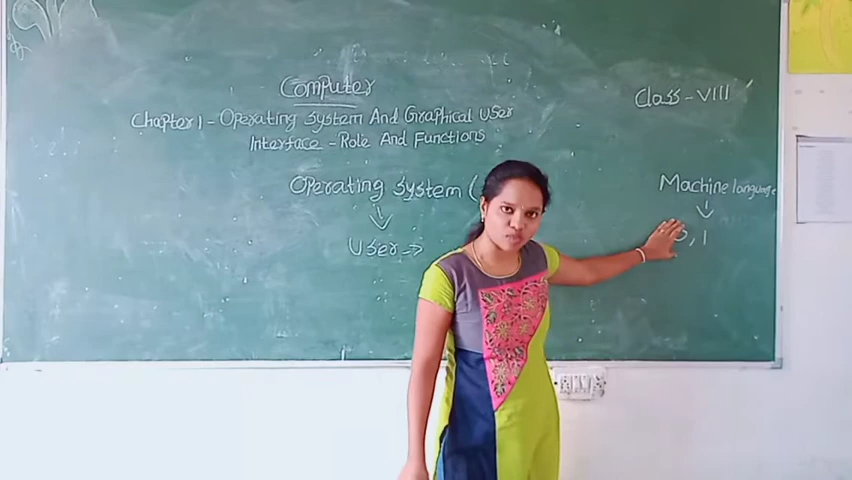 Computer
Class - VIII
Chapter 1 - Operating System And Graphical User
Interface - Role And Functions
Operating System (
Machine language
User →
, 1